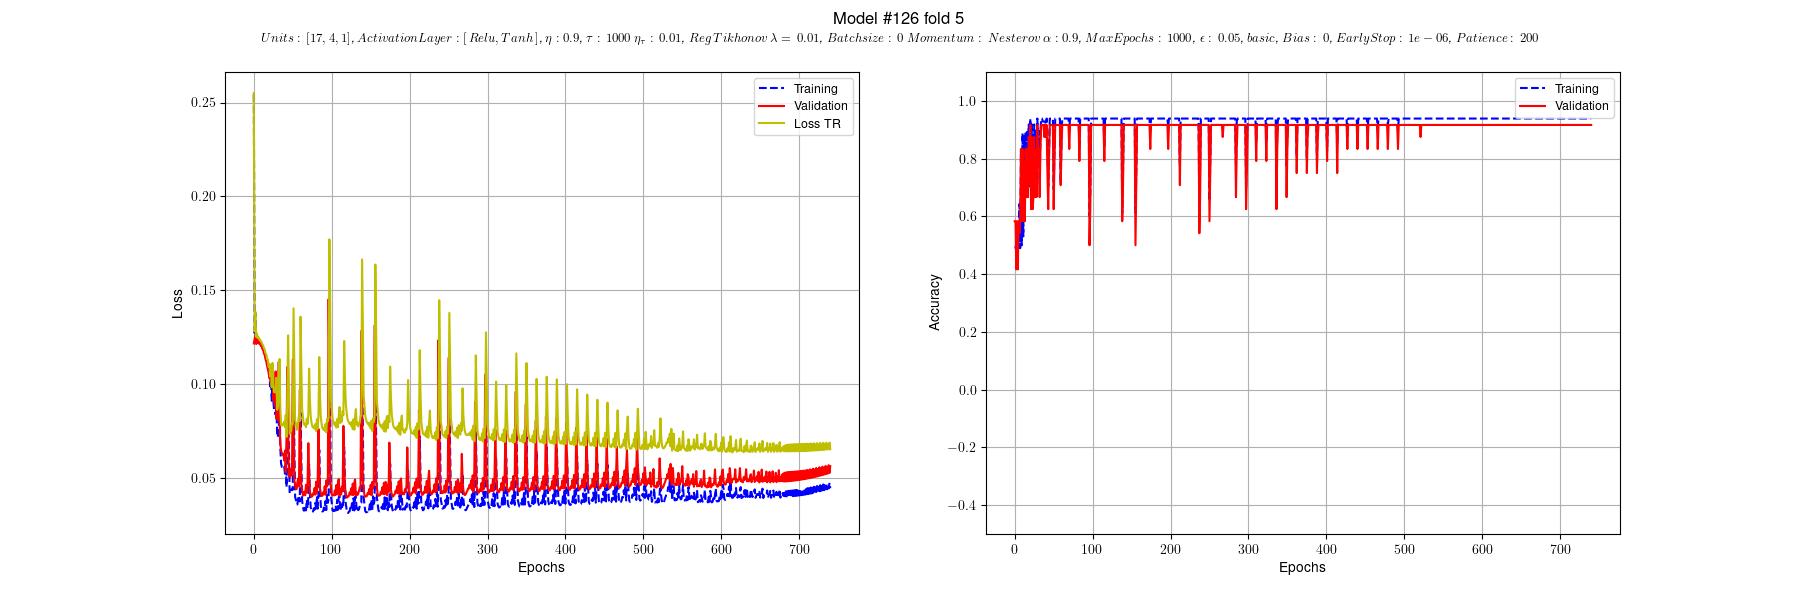 Model #126 fold 5
Units : [17, 4, 1], ActivationLayer : [ Relu, Tanh ], η : 0.9, τ : 1000 η_τ : 0.01, Reg Tikhonov λ = 0.01, Batchsize : 0 Momentum : Nesterov α : 0.9, MaxEpochs : 1000, ϵ : 0.05, basic, Bias : 0, EarlyStop : 1e − 06, Patience : 200
Training
Validation
Loss TR
0.25
0.20
0.15
0.10
0.05
Loss
0 100 200 300 400 500 600 700
Epochs
Training
Validation
1.0
0.8
0.6
0.4
0.2
0.0
−0.2
−0.4
Accuracy
0 100 200 300 400 500 600 700
Epochs